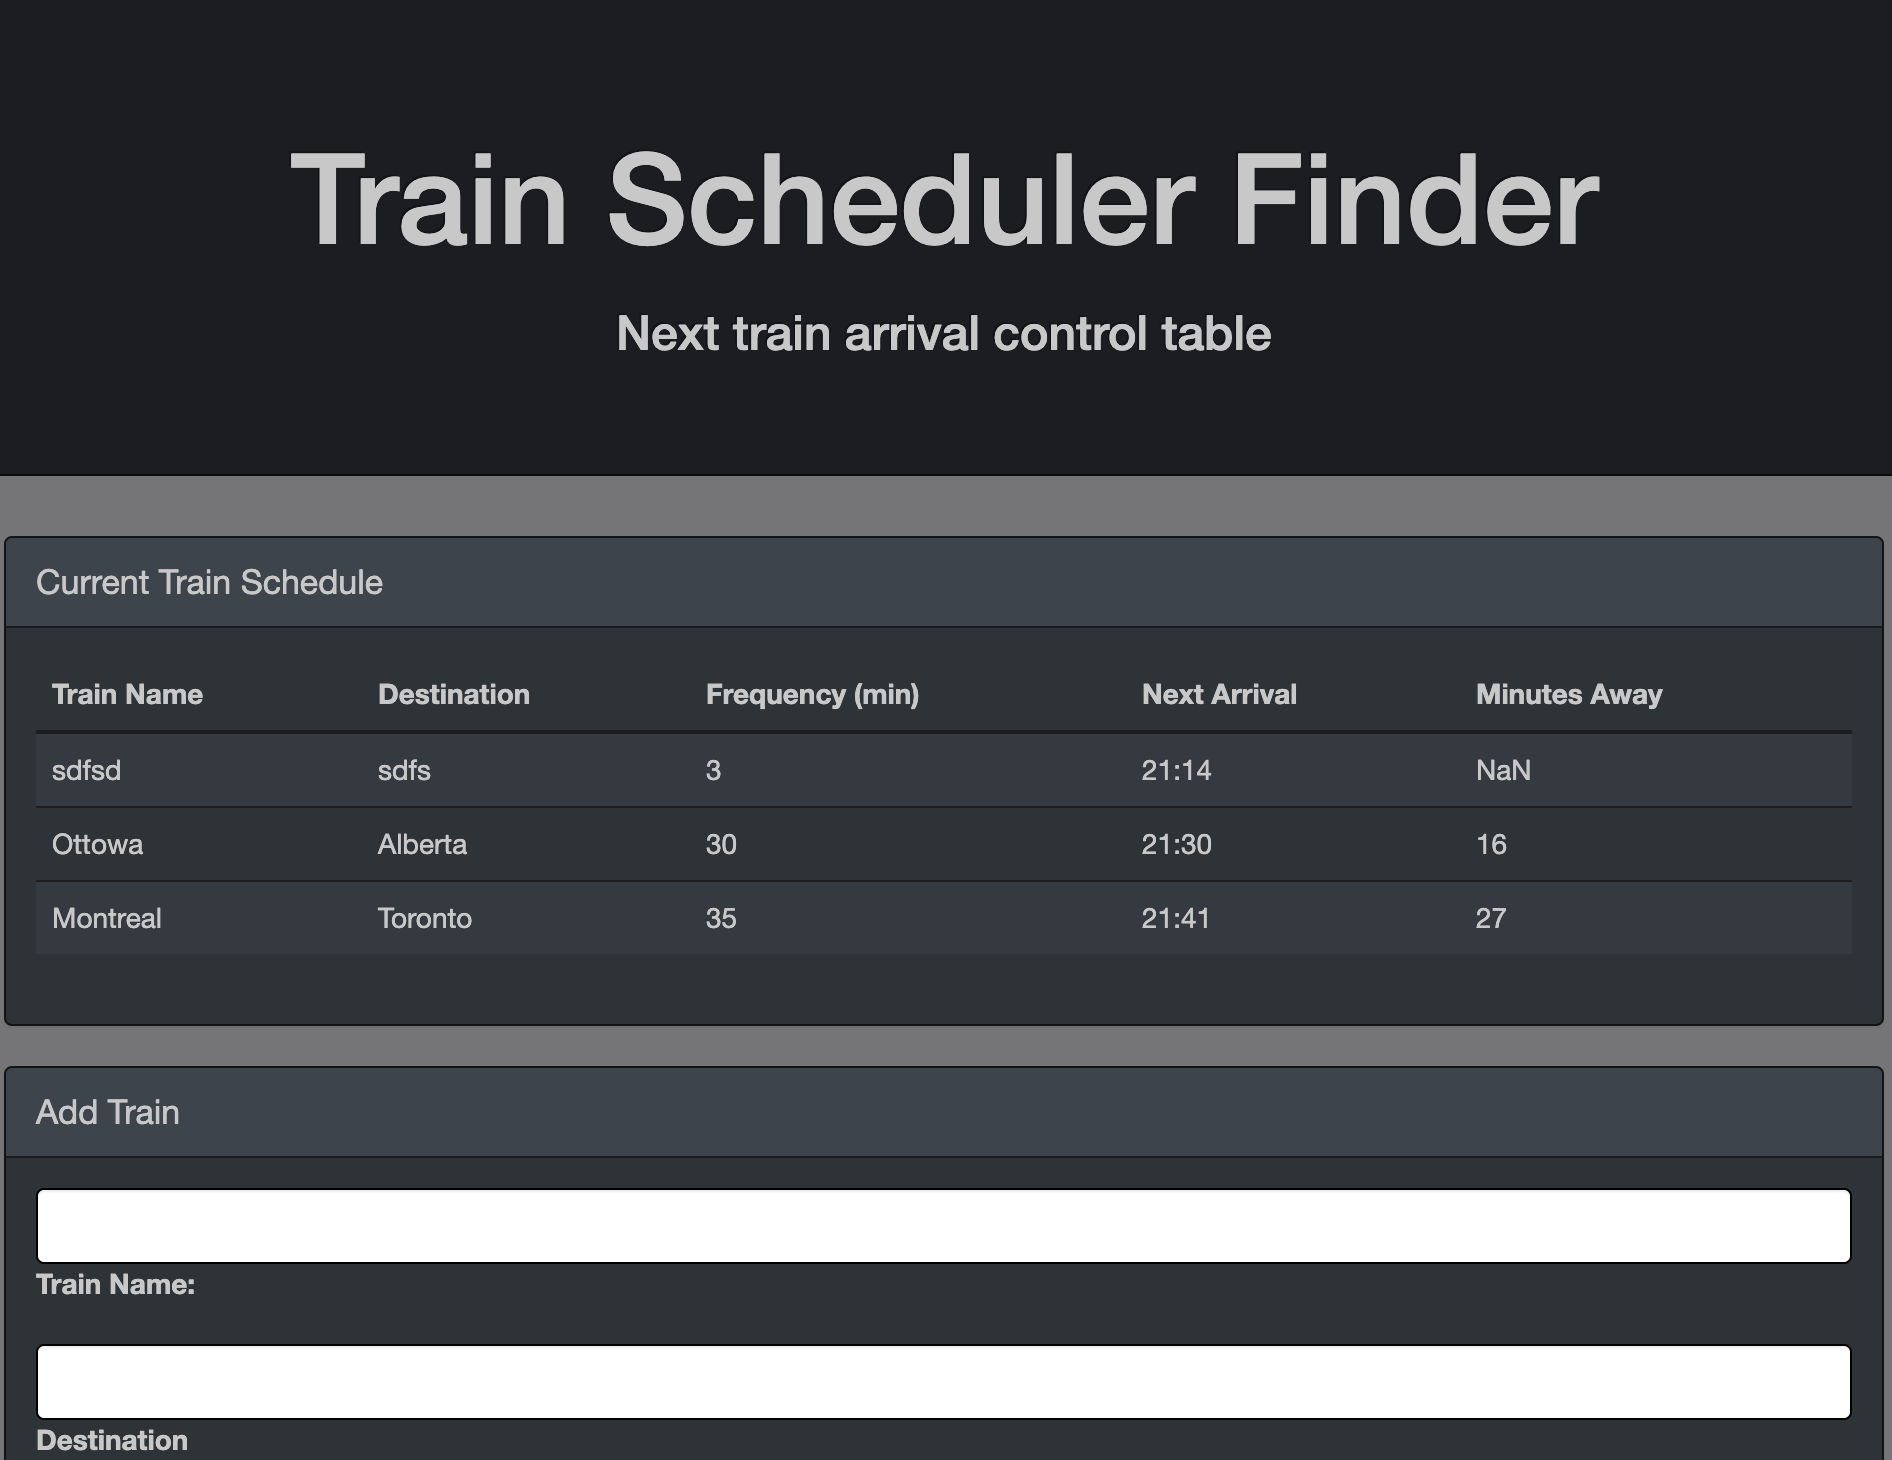 Train Scheduler Finder
Next train arrival control table
Current Train Schedule
Train Name Destination Frequency (min) Next Arrival Minutes Away
sdfsd sdfs 3 21:14 NaN
Ottowa Alberta 30 21:30 16
Montreal Toronto 35 21:41 27
Add Train
Train Name:
Destination